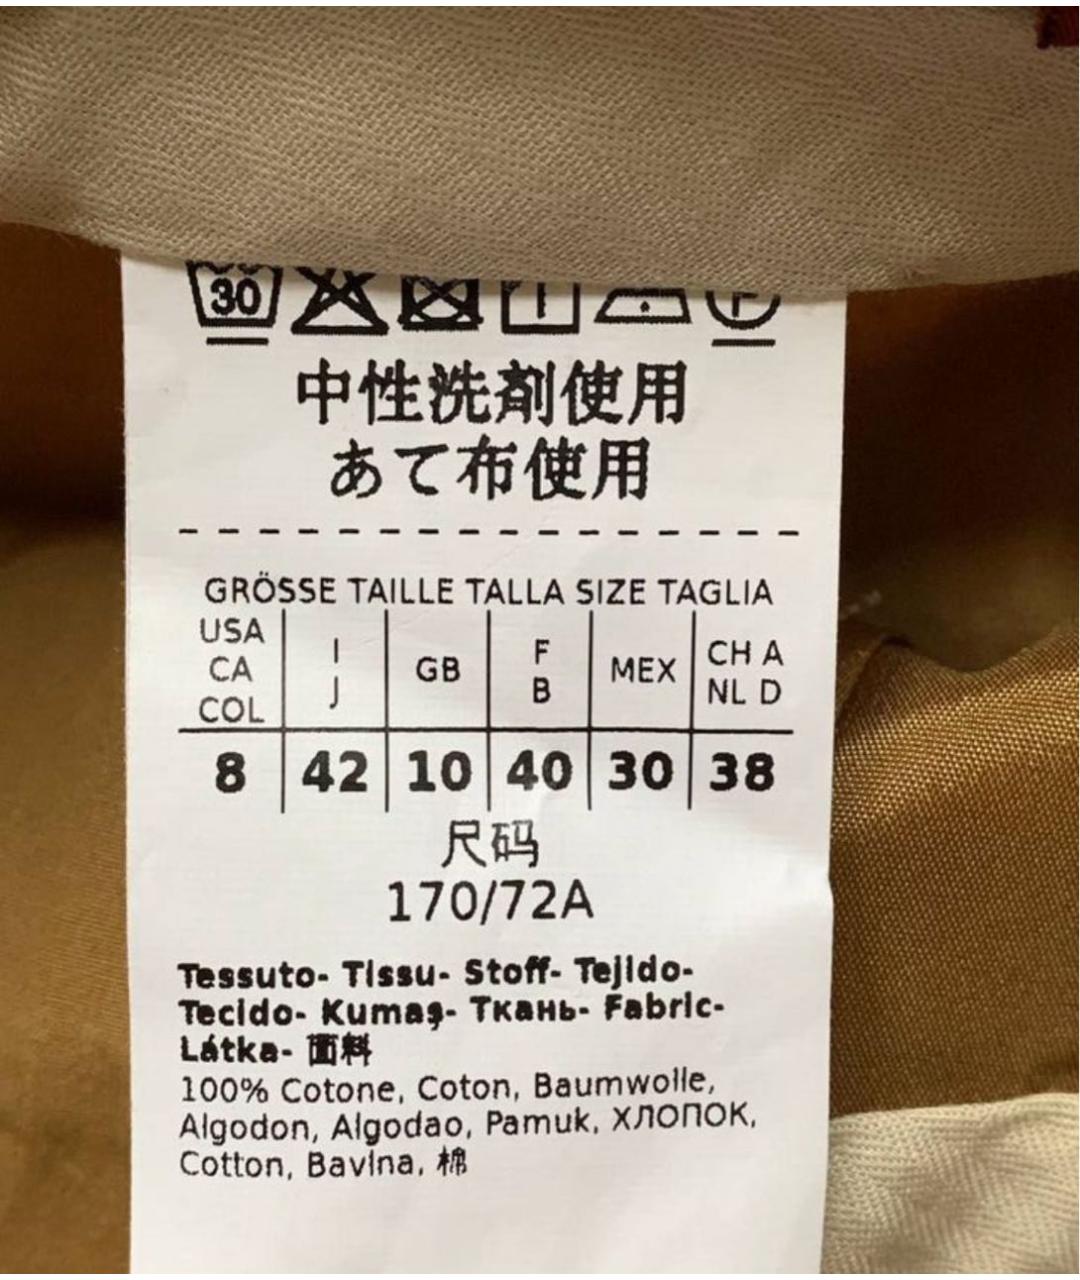 30 F
中性洗剤使用
あて布使用
GRÖSSE TAILLE TALLA SIZE TAGLIA
USA CA COL | I J | GB | F B | MEX | CH A NL D
8 | 42 | 10 | 40 | 30 | 38
尺码
170/72A
Tessuto- Tissu- Stoff- Tejido-
Tecido- Kumaş- Ткань- Fabric-
Látka- 面料
100% Cotone, Coton, Baumwolle,
Algodon, Algodao, Pamuk, ХЛОПОК,
Cotton, Bavlna, 棉